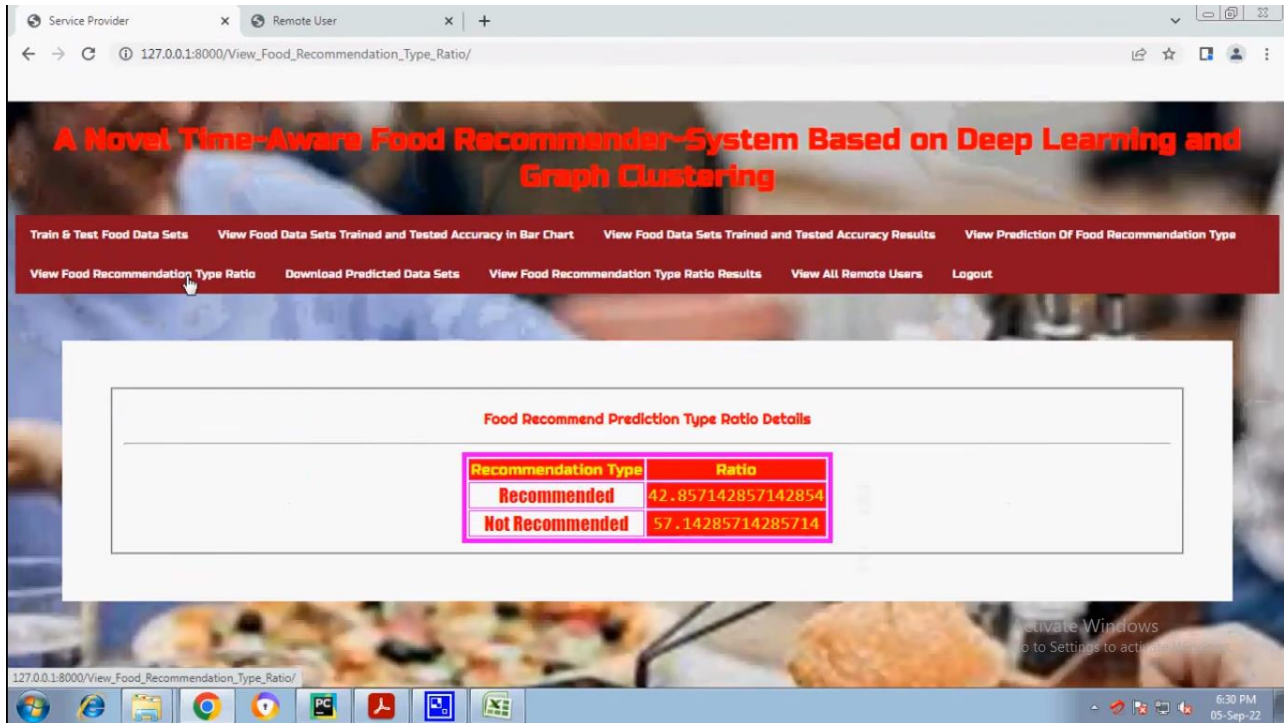 Service Provider
Remote User
127.0.0.1:8000/View_Food_Recommendation_Type_Ratio/
A Novel Time-Aware Food Recommender-System Based on Deep Learning and
Graph Clustering
Train & Test Food Data Sets View Food Data Sets Trained and Tested Accuracy in Bar Chart View Food Data Sets Trained and Tested Accuracy Results View Prediction Of Food Recommendation Type
View Food Recommendation Type Ratio Download Predicted Data Sets View Food Recommendation Type Ratio Results View All Remote Users Logout
Food Recommend Prediction Type Ratio Details
Recommendation Type Ratio
Recommended 42.857142857142854
Not Recommended 57.14285714285714
Activate Windows
to Settings to
127.0.0.1:8000/View_Food_Recommendation_Type_Ratio/
PC
6:30 PM
05-Sep-22